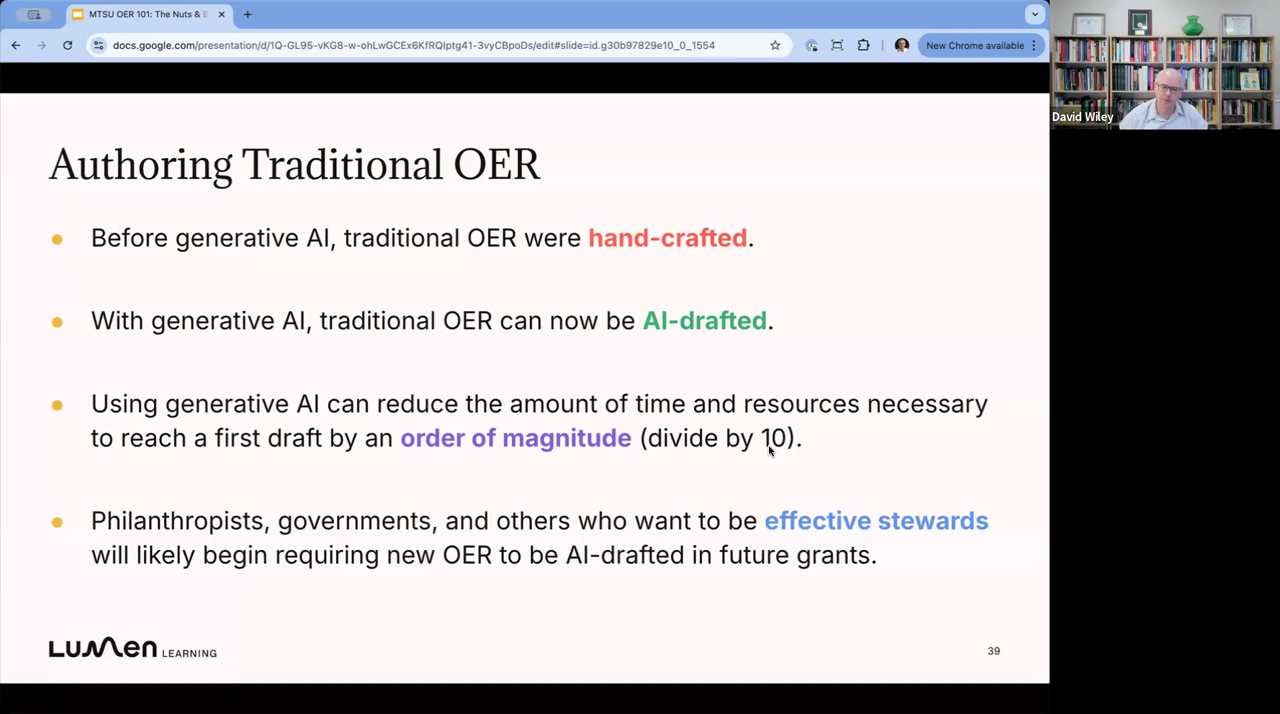 MTSU OER 101: The Nuts & B
docs.google.com/presentation/d/1Q-GL95-vKG8-w-ohLwGCEx6KfRQIptg41-3vyCBpoDs/edit#slide=id.g30b97829e10_0_1554
New Chrome available
David Wiley
Authoring Traditional OER
Before generative AI, traditional OER were hand-crafted.
With generative AI, traditional OER can now be AI-drafted.
Using generative AI can reduce the amount of time and resources necessary
to reach a first draft by an order of magnitude (divide by 10).
Philanthropists, governments, and others who want to be effective stewards
will likely begin requiring new OER to be AI-drafted in future grants.
LUMEN LEARNING
39